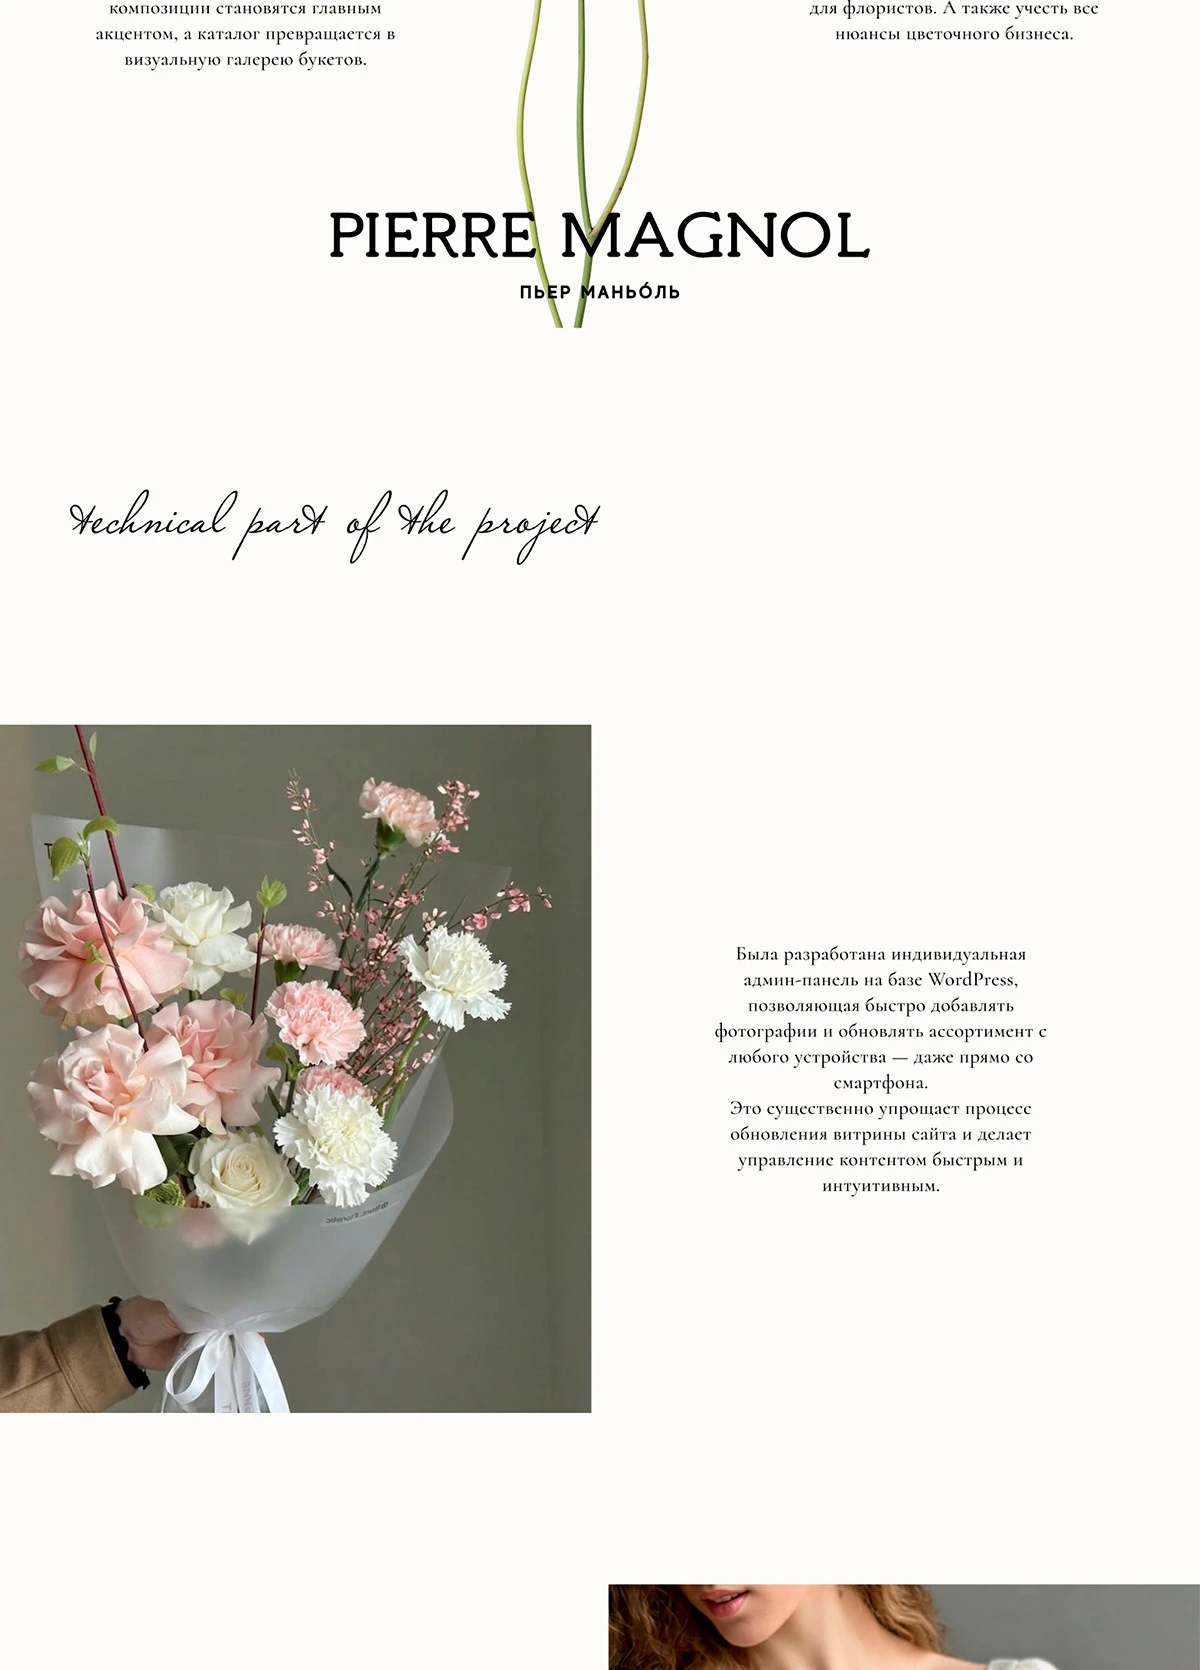 композиции становятся главным
акцентом, а каталог превращается в
визуальную галерею букетов.
для флористов. А также учесть все
нюансы цветочного бизнеса.
PIERRE MAGNOL
ПЬЕР МАНЬО́ЛЬ
technical part of the project
Была разработана индивидуальная
админ-панель на базе WordPress,
позволяющая быстро добавлять
фотографии и обновлять ассортимент с
любого устройства — даже прямо со
смартфона.
Это существенно упрощает процесс
обновления витрины сайта и делает
управление контентом быстрым и
интуитивным.